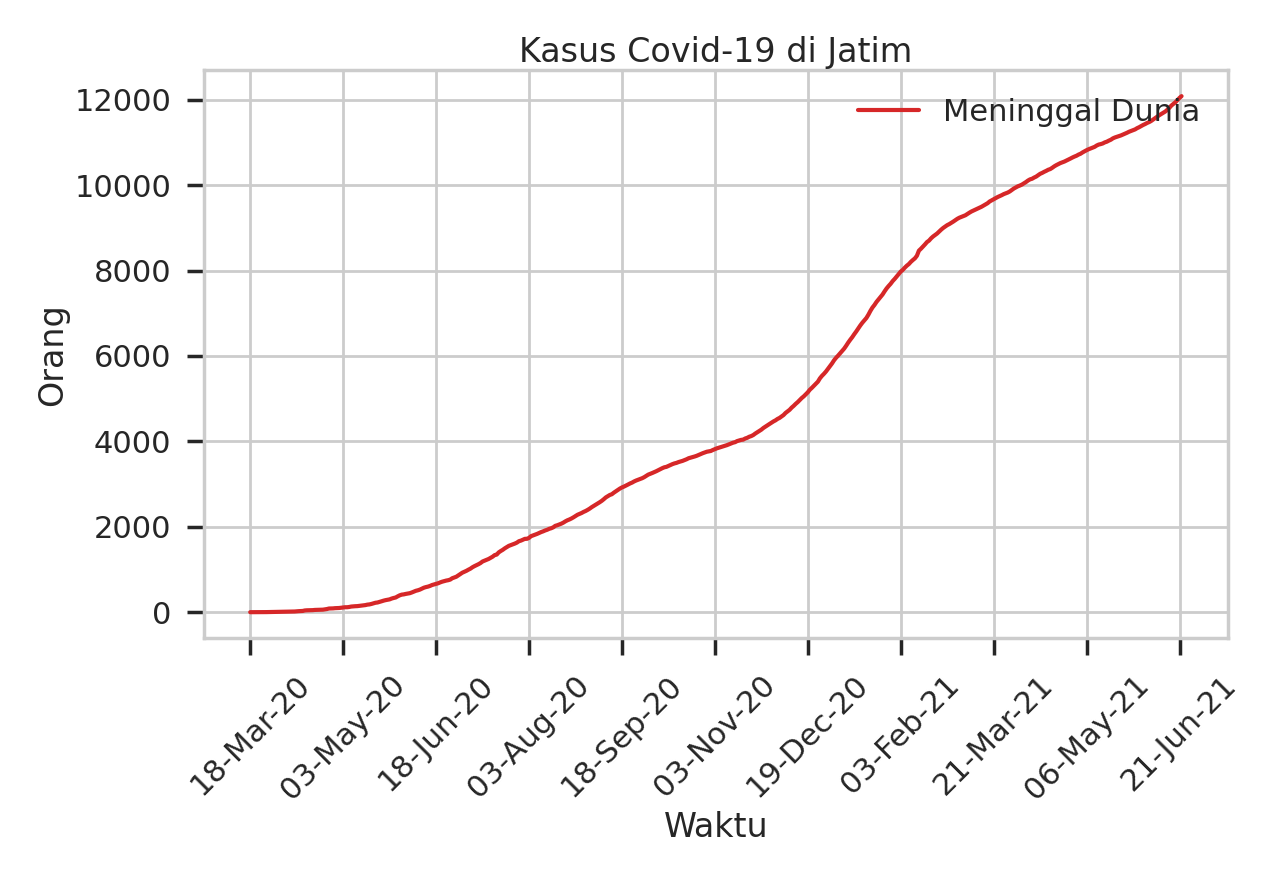 Kasus Covid-19 di Jatim
Meninggal Dunia
12000
10000
8000
6000
4000
2000
0
Orang
18-Mar-20
03-May-20
18-Jun-20
03-Aug-20
18-Sep-20
03-Nov-20
19-Dec-20
03-Feb-21
21-Mar-21
06-May-21
21-Jun-21
Waktu